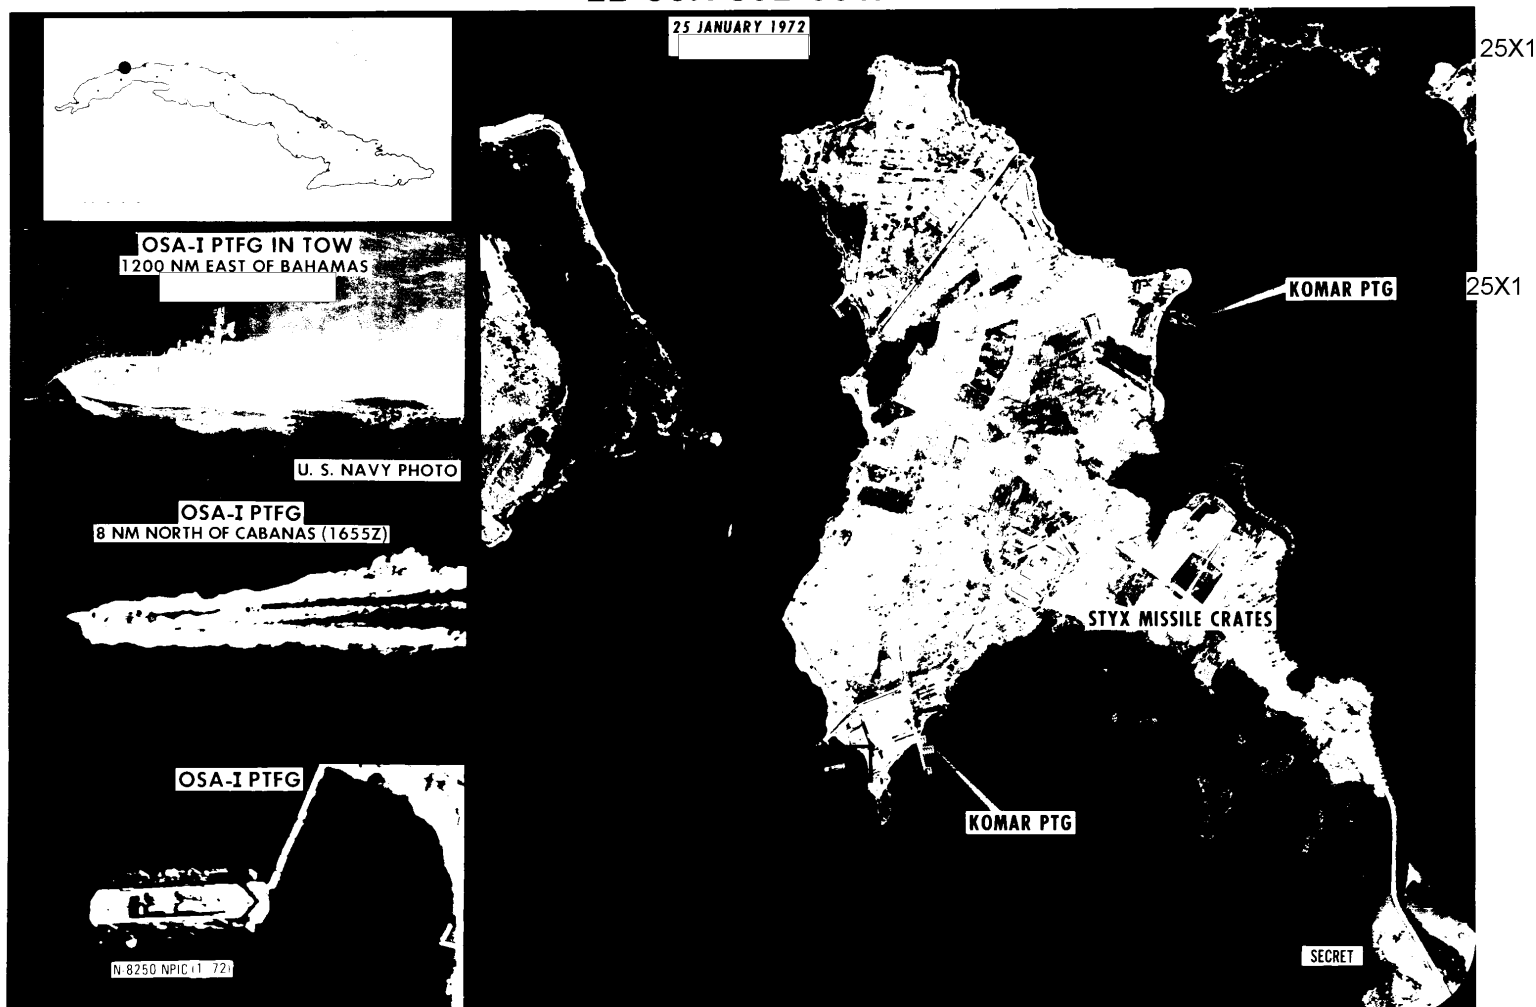 25 JANUARY 1972
25X1
OSA-I PTFG IN TOW
1200 NM EAST OF BAHAMAS
KOMAR PTG
25X1
U. S. NAVY PHOTO
OSA-I PTFG
8 NM NORTH OF CABANAS (1655Z)
STYX MISSILE CRATES
OSA-I PTFG
KOMAR PTG
SECRET
N-8250 NPIC (1 72)